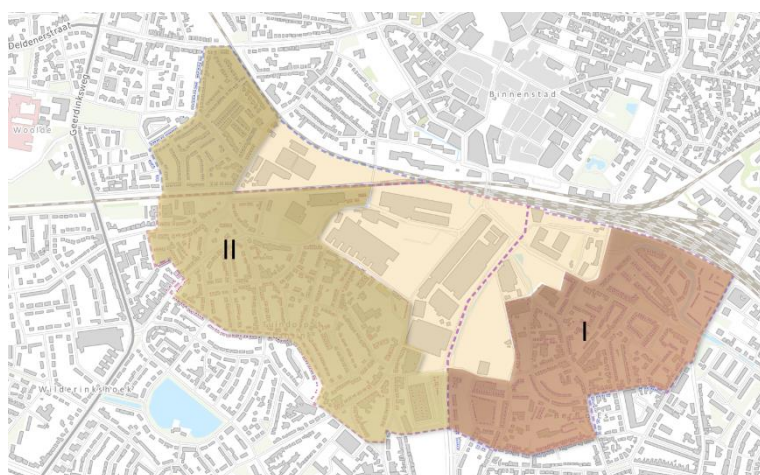 Deldenerstraat
Geerdinksweg
Binnenstad
Woolde
II
I
Wilderinkshoek